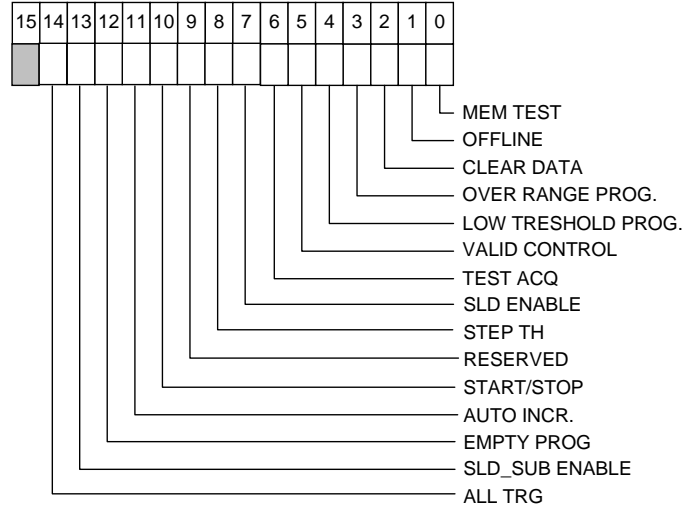 15 14 13 12 11 10 9 8 7 6 5 4 3 2 1 0
MEM TEST
OFFLINE
CLEAR DATA
OVER RANGE PROG.
LOW TRESHOLD PROG.
VALID CONTROL
TEST ACQ
SLD ENABLE
STEP TH
RESERVED
START/STOP
AUTO INCR.
EMPTY PROG
SLD_SUB ENABLE
ALL TRG